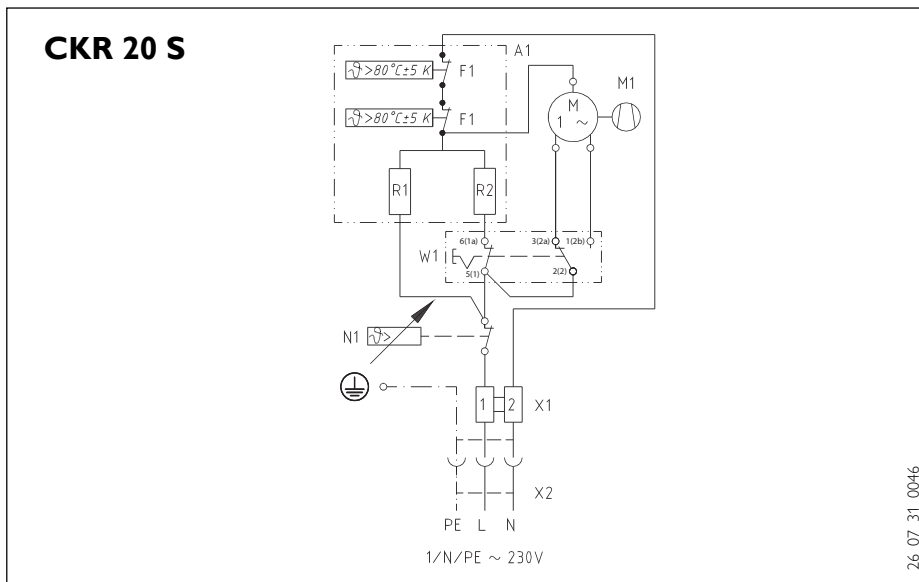 CKR 20 S
A1
ϑ>80°C±5 K F1
M1
M
1 ~
ϑ>80°C±5 K F1
R1 R2
6(1a) 3(2a) 1(2b)
W1
5(1) 2(2)
N1 ϑ>
1 2 X1
X2
PE L N
1/N/PE ~ 230V
26 07 31 0046